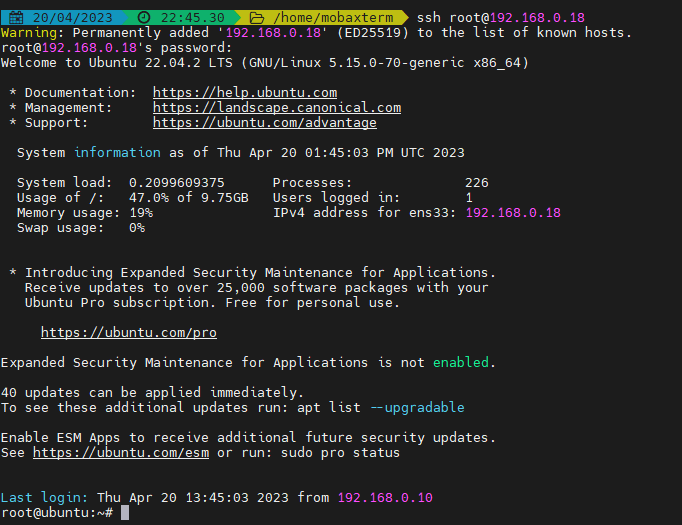 20/04/2023 22:45.30 /home/mobaxterm ssh root@192.168.0.18
Warning: Permanently added '192.168.0.18' (ED25519) to the list of known hosts.
root@192.168.0.18's password:
Welcome to Ubuntu 22.04.2 LTS (GNU/Linux 5.15.0-70-generic x86_64)
* Documentation: https://help.ubuntu.com
* Management: https://landscape.canonical.com
* Support: https://ubuntu.com/advantage
System information as of Thu Apr 20 01:45:03 PM UTC 2023
System load: 0.2099609375 Processes: 226
Usage of /: 47.0% of 9.75GB Users logged in: 1
Memory usage: 19% IPv4 address for ens33: 192.168.0.18
Swap usage: 0%
* Introducing Expanded Security Maintenance for Applications.
Receive updates to over 25,000 software packages with your
Ubuntu Pro subscription. Free for personal use.
https://ubuntu.com/pro
Expanded Security Maintenance for Applications is not enabled.
40 updates can be applied immediately.
To see these additional updates run: apt list --upgradable
Enable ESM Apps to receive additional future security updates.
See https://ubuntu.com/esm or run: sudo pro status
Last login: Thu Apr 20 13:45:03 2023 from 192.168.0.10
root@ubuntu:~#